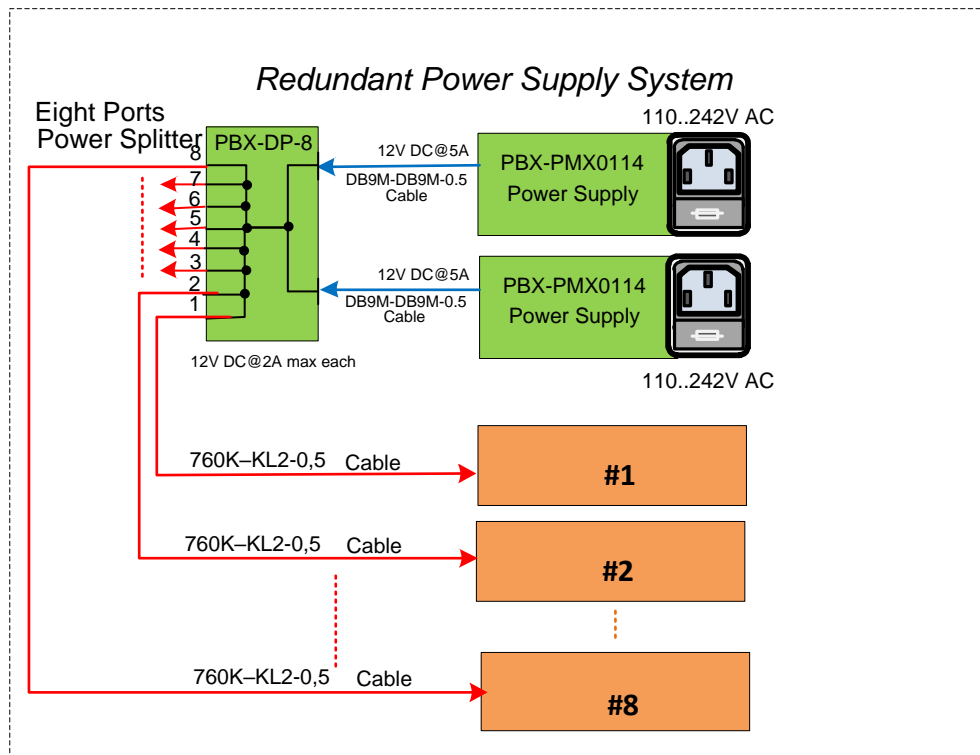 Redundant Power Supply System
Eight Ports
Power Splitter
PBX-DP-8
8
7
6
5
4
3
2
1
12V DC@2A max each
12V DC@5A
DB9M-DB9M-0.5
Cable
PBX-PMX0114
Power Supply
110..242V AC
12V DC@5A
DB9M-DB9M-0.5
Cable
PBX-PMX0114
Power Supply
110..242V AC
760K–KL2-0,5 Cable
#1
760K–KL2-0,5 Cable
#2
760K–KL2-0,5 Cable
#8